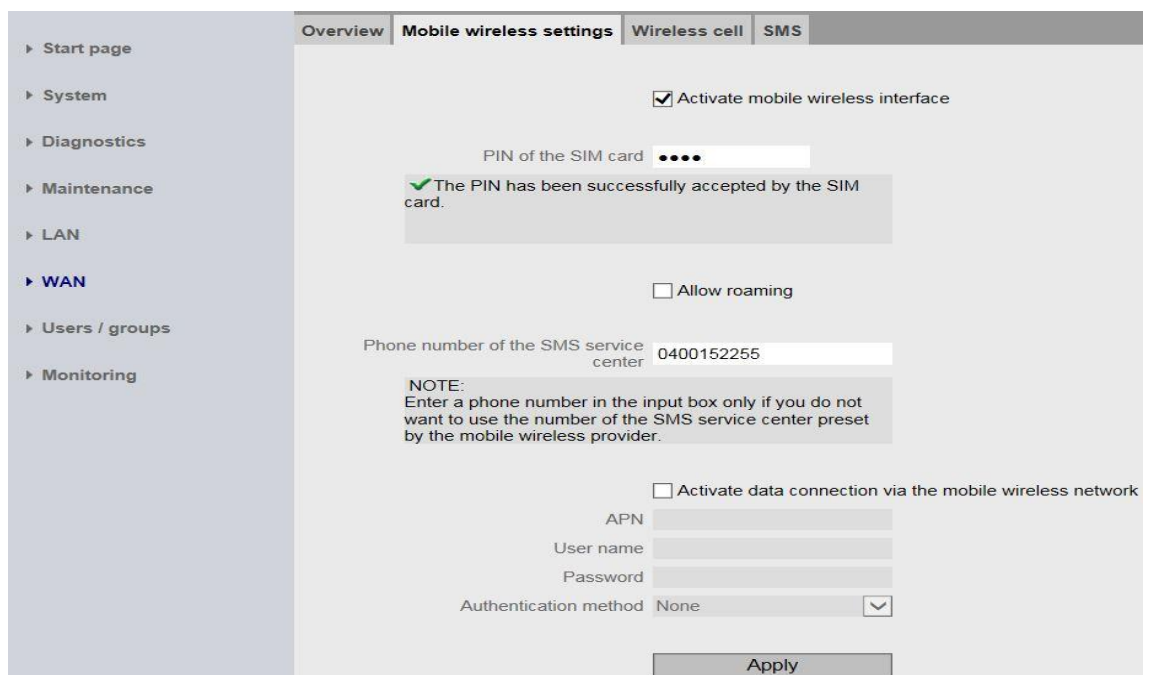 Start page
System
Diagnostics
Maintenance
LAN
WAN
Users / groups
Monitoring
Overview Mobile wireless settings Wireless cell SMS
Activate mobile wireless interface
PIN of the SIM card ••••
The PIN has been successfully accepted by the SIM
card.
Allow roaming
Phone number of the SMS service
center 0400152255
NOTE:
Enter a phone number in the input box only if you do not
want to use the number of the SMS service center preset
by the mobile wireless provider.
Activate data connection via the mobile wireless network
APN
User name
Password
Authentication method None
Apply